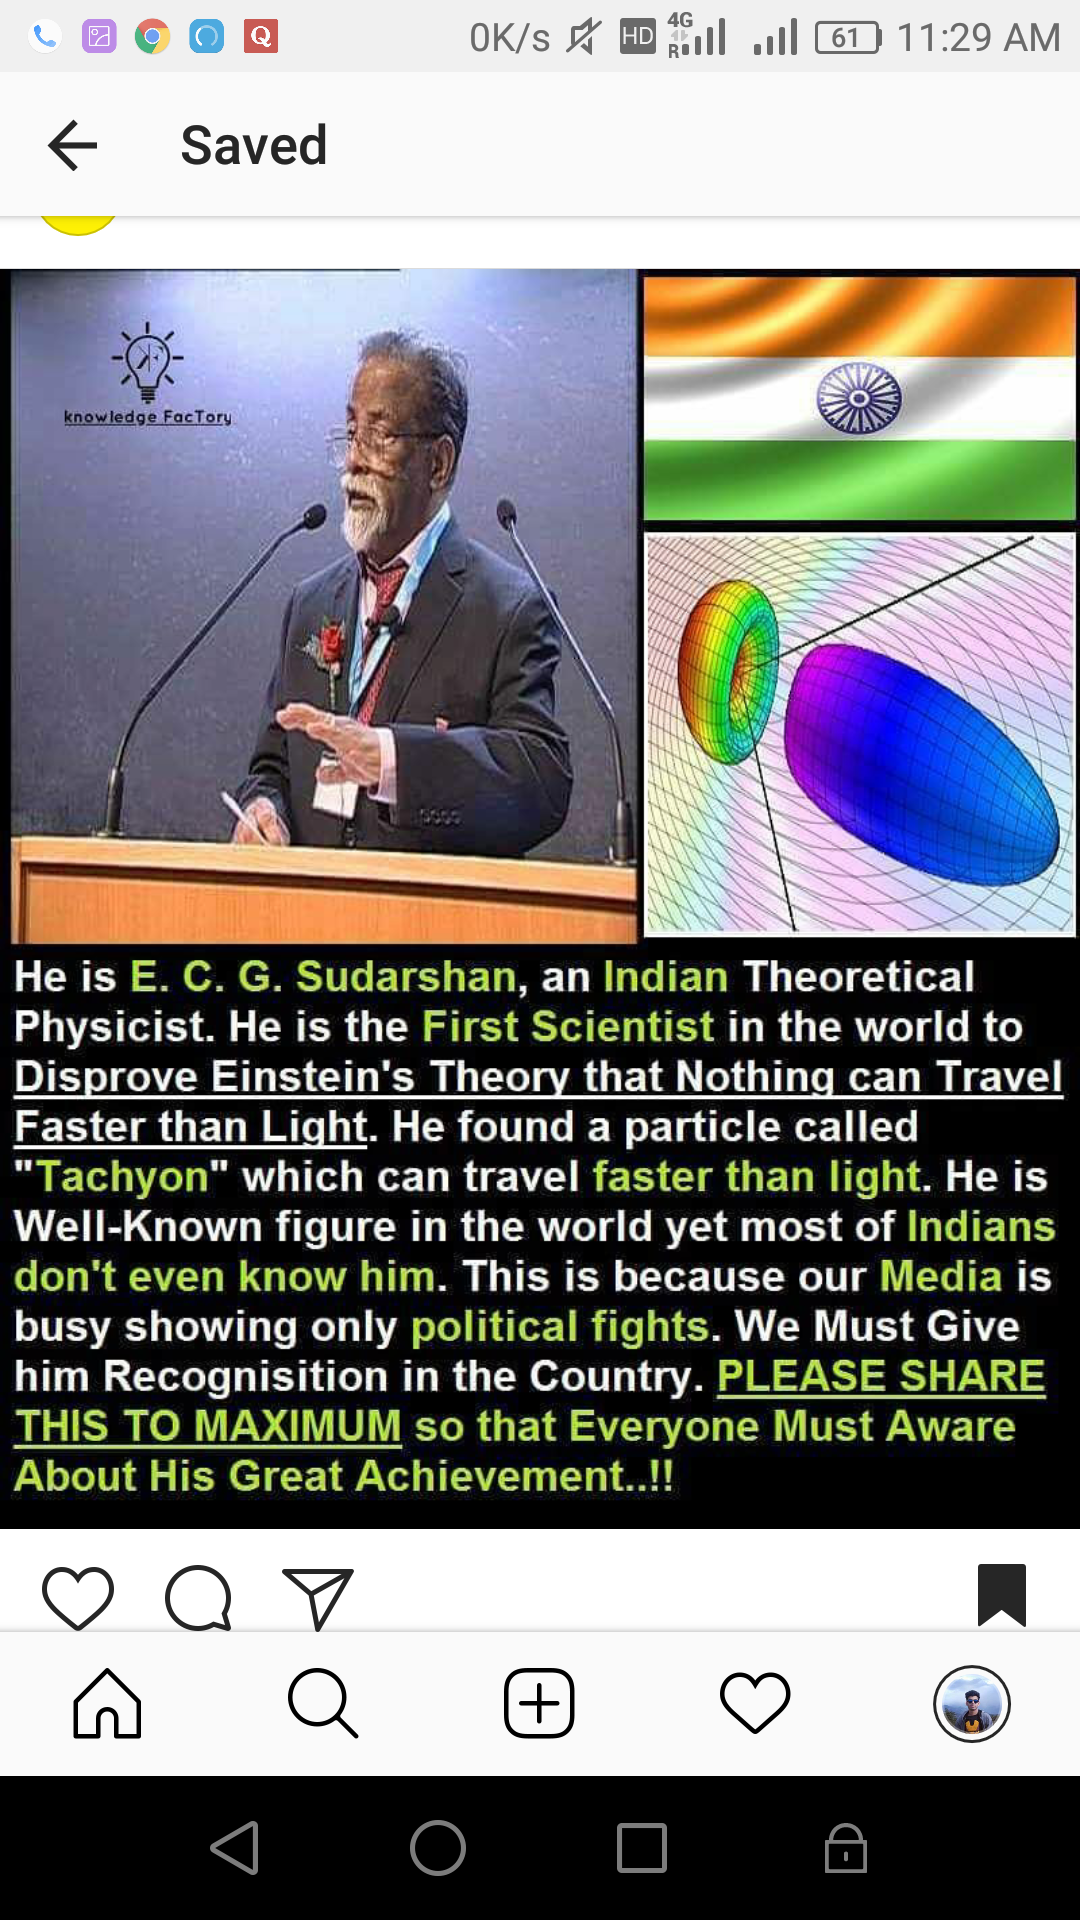 0K/s HD 4G R 61 11:29 AM
Saved
knowledge FacTory
He is E. C. G. Sudarshan, an Indian Theoretical
Physicist. He is the First Scientist in the world to
Disprove Einstein's Theory that Nothing can Travel
Faster than Light. He found a particle called
"Tachyon" which can travel faster than light. He is
Well-Known figure in the world yet most of Indians
don't even know him. This is because our Media is
busy showing only political fights. We Must Give
him Recognisition in the Country. PLEASE SHARE
THIS TO MAXIMUM so that Everyone Must Aware
About His Great Achievement..!!